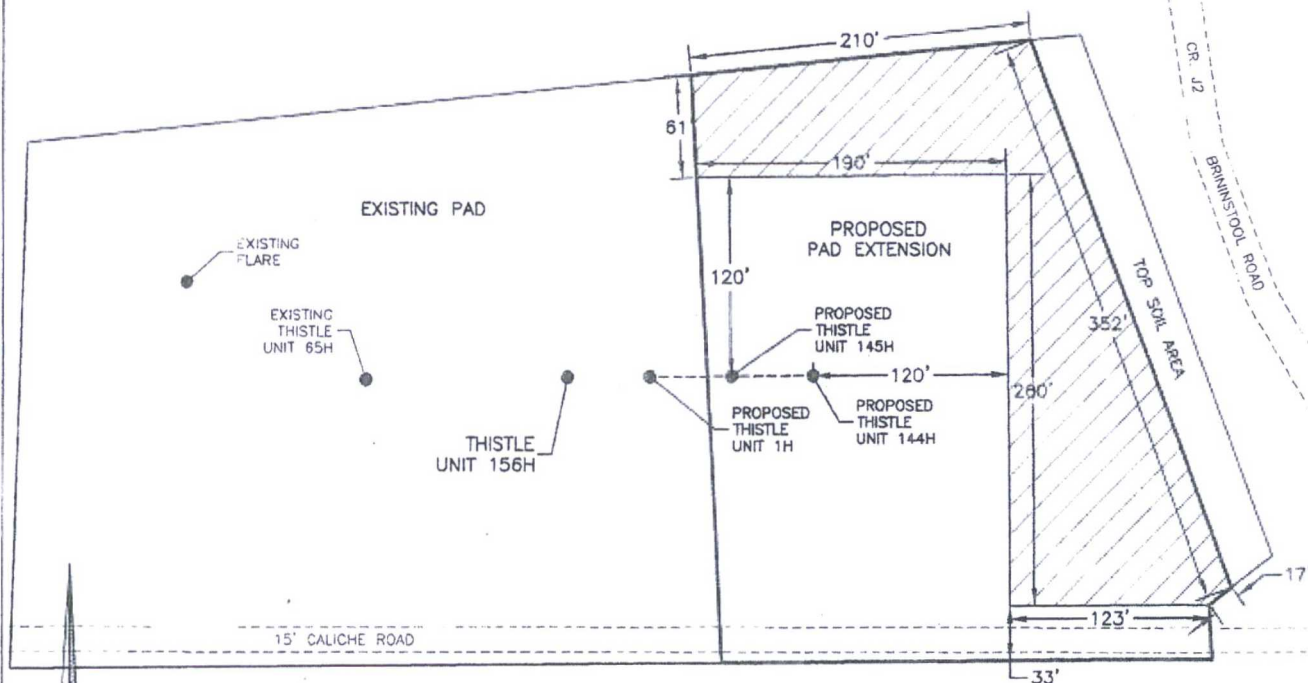 210'
CR. J2
BRININSTOOL ROAD
61
190'
EXISTING PAD
PROPOSED
PAD EXTENSION
EXISTING
FLARE
120'
TOP SOIL AREA
352'
EXISTING
THISTLE
UNIT 65H
PROPOSED
THISTLE
UNIT 145H
120'
280'
THISTLE
UNIT 156H
PROPOSED
THISTLE
UNIT 1H
PROPOSED
THISTLE
UNIT 144H
17
15' CALICHE ROAD
123'
33'